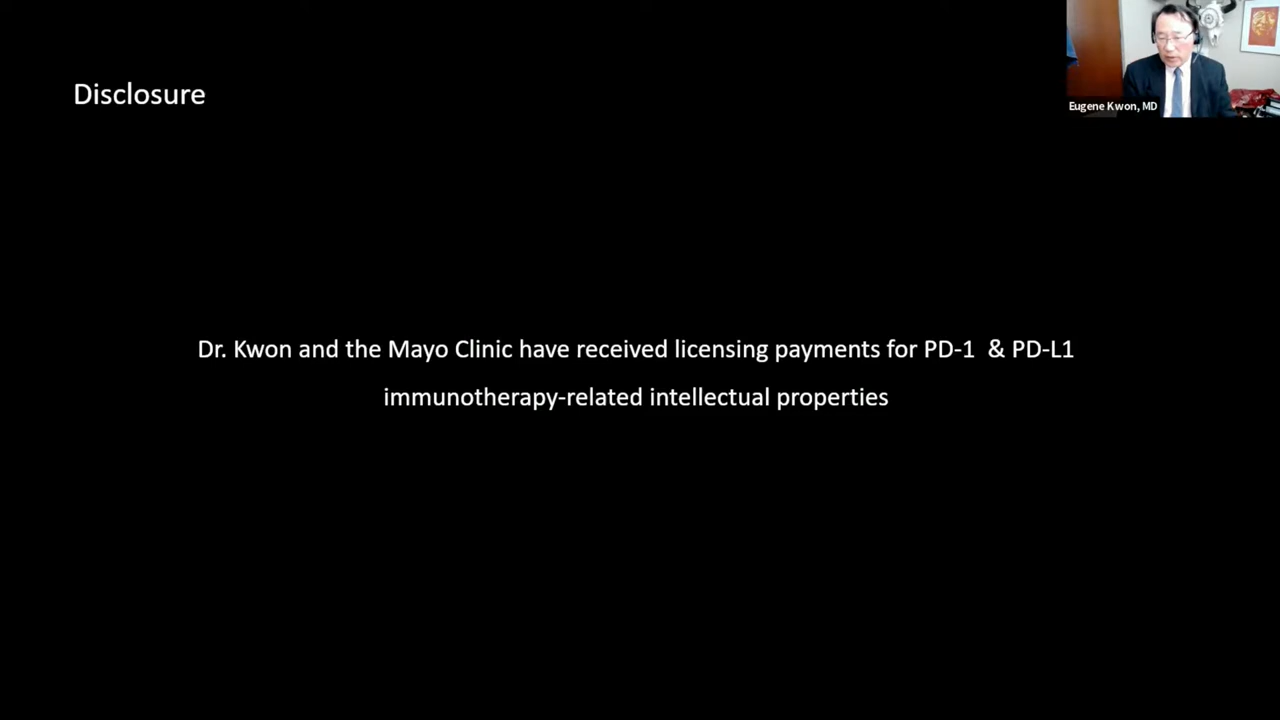 Disclosure
Eugene Kwon, MD
Dr. Kwon and the Mayo Clinic have received licensing payments for PD-1 & PD-L1
immunotherapy-related intellectual properties